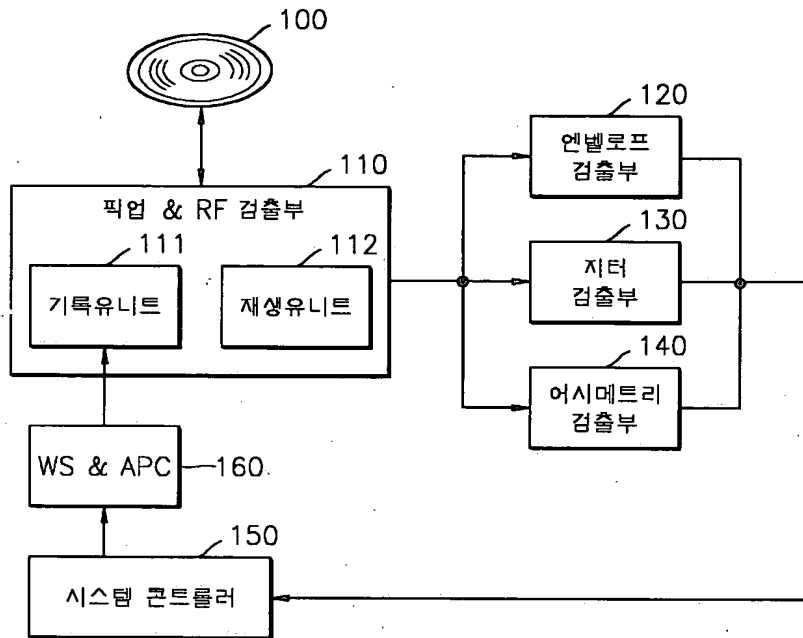 100
110
픽업 & RF 검출부
111
기록유니트
112
재생유니트
120
엔벨로프
검출부
130
지터
검출부
140
어시메트리
검출부
WS & APC
160
150
시스템 콘트롤러